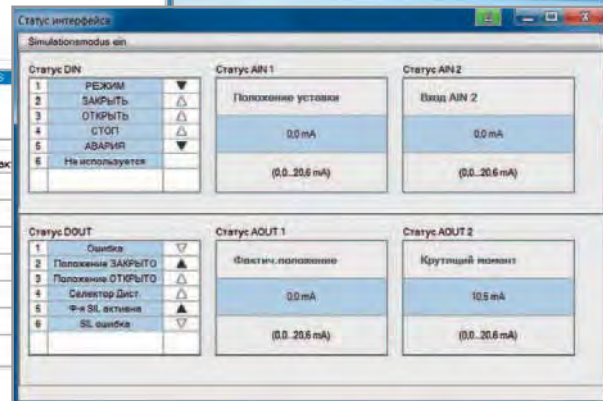 Статус интерфейса
Simulationsmodus ein
Статус DIN
1 РЕЖИМ ▼
2 ЗАКРЫТЬ △
3 ОТКРЫТЬ △
4 СТОП △
5 АВАРИЯ ▼
6 Не используется
Статус AIN 1
Положение уставки
0.0 mA
(0,0...20,6 mA)
Статус AIN 2
Вход AIN 2
0.0 mA
(0,0...20,6 mA)
Статус DOUT
1 Ошибка ▽
2 Положение ЗАКРЫТО ▲
3 Положение ОТКРЫТО △
4 Селектор Дист. △
5 Ф-я SIL активна ▲
6 SIL ошибка ▽
Статус AOUT 1
Фактич.положение
0.0 mA
(0,0...20,6 mA)
Статус AOUT 2
Крутящий момент
10.5 mA
(0,0...20,6 mA)